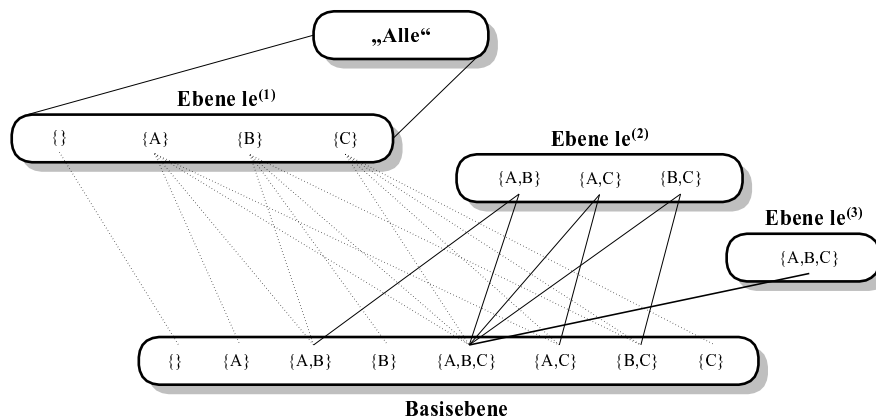 „Alle“
Ebene le(1)
{} {A} {B} {C}
Ebene le(2)
{A,B} {A,C} {B,C}
Ebene le(3)
{A,B,C}
{} {A} {A,B} {B} {A,B,C} {A,C} {B,C} {C}
Basisebene